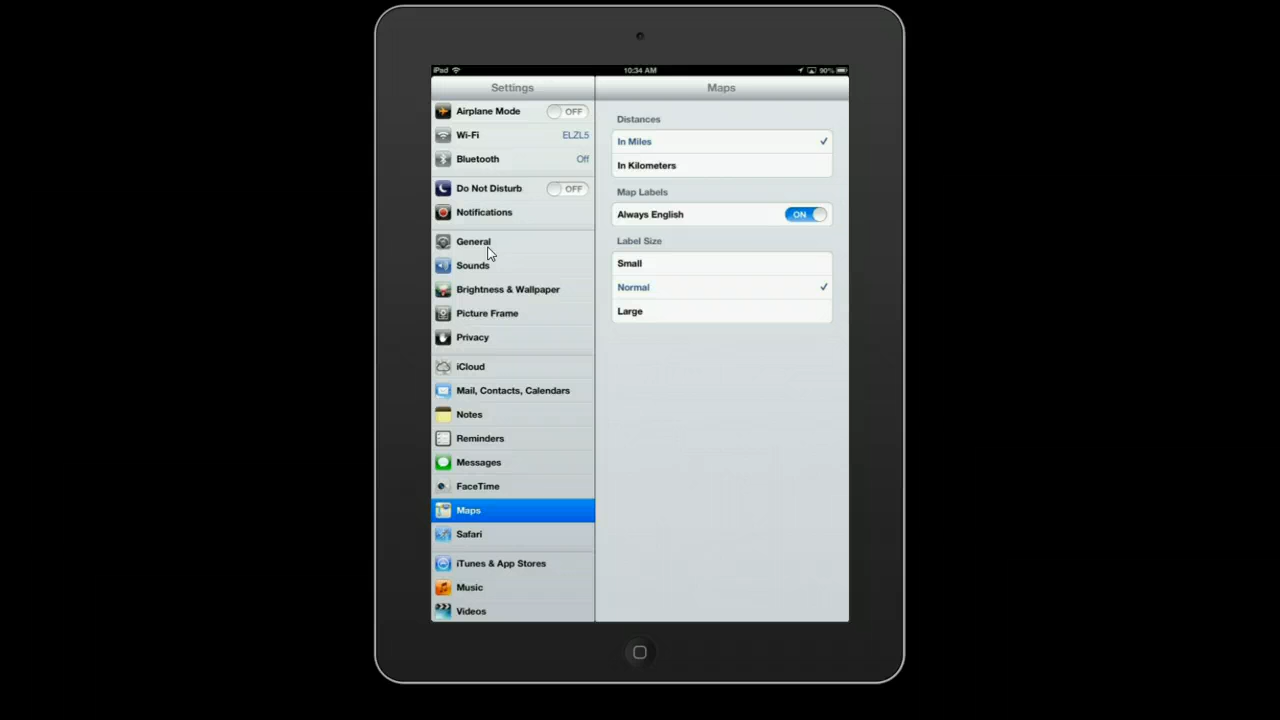 iPad 10:34 AM 90%
Settings
Airplane Mode OFF
Wi-Fi ELZL5
Bluetooth Off
Do Not Disturb OFF
Notifications
General
Sounds
Brightness & Wallpaper
Picture Frame
Privacy
iCloud
Mail, Contacts, Calendars
Notes
Reminders
Messages
FaceTime
Maps
Safari
iTunes & App Stores
Music
Videos
Maps
Distances
In Miles
In Kilometers
Map Labels
Always English ON
Label Size
Small
Normal
Large